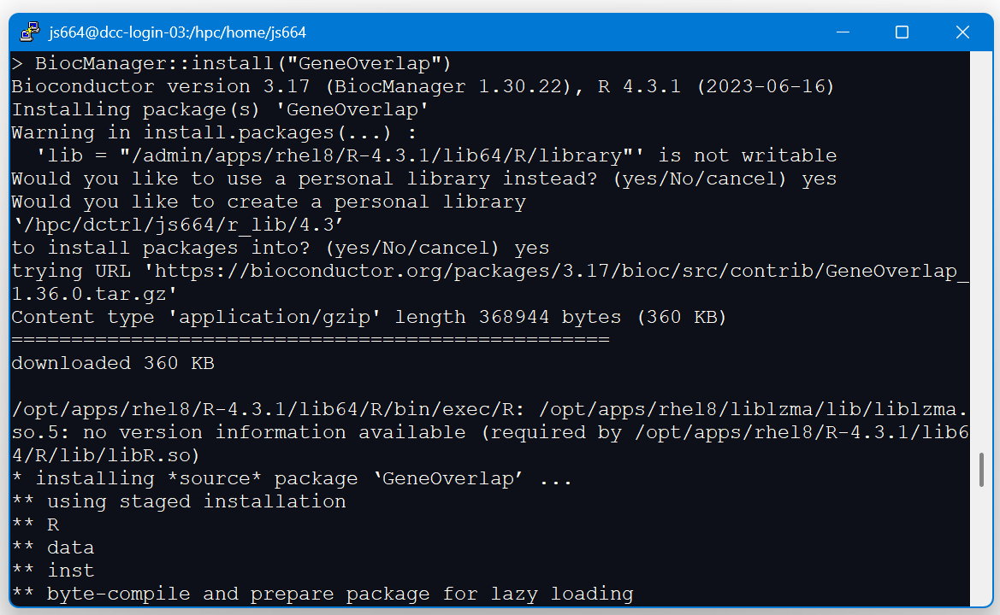 js664@dcc-login-03:/hpc/home/js664
> BiocManager::install("GeneOverlap")
Bioconductor version 3.17 (BiocManager 1.30.22), R 4.3.1 (2023-06-16)
Installing package(s) 'GeneOverlap'
Warning in install.packages(...) :
  'lib = "/admin/apps/rhel8/R-4.3.1/lib64/R/library"' is not writable
Would you like to use a personal library instead? (yes/No/cancel) yes
Would you like to create a personal library
‘/hpc/dctrl/js664/r_lib/4.3’
to install packages into? (yes/No/cancel) yes
trying URL 'https://bioconductor.org/packages/3.17/bioc/src/contrib/GeneOverlap_
1.36.0.tar.gz'
Content type 'application/gzip' length 368944 bytes (360 KB)
==================================================
downloaded 360 KB
/opt/apps/rhel8/R-4.3.1/lib64/R/bin/exec/R: /opt/apps/rhel8/liblzma/lib/liblzma.
so.5: no version information available (required by /opt/apps/rhel8/R-4.3.1/lib6
4/R/lib/libR.so)
* installing *source* package ‘GeneOverlap’ ...
** using staged installation
** R
** data
** inst
** byte-compile and prepare package for lazy loading